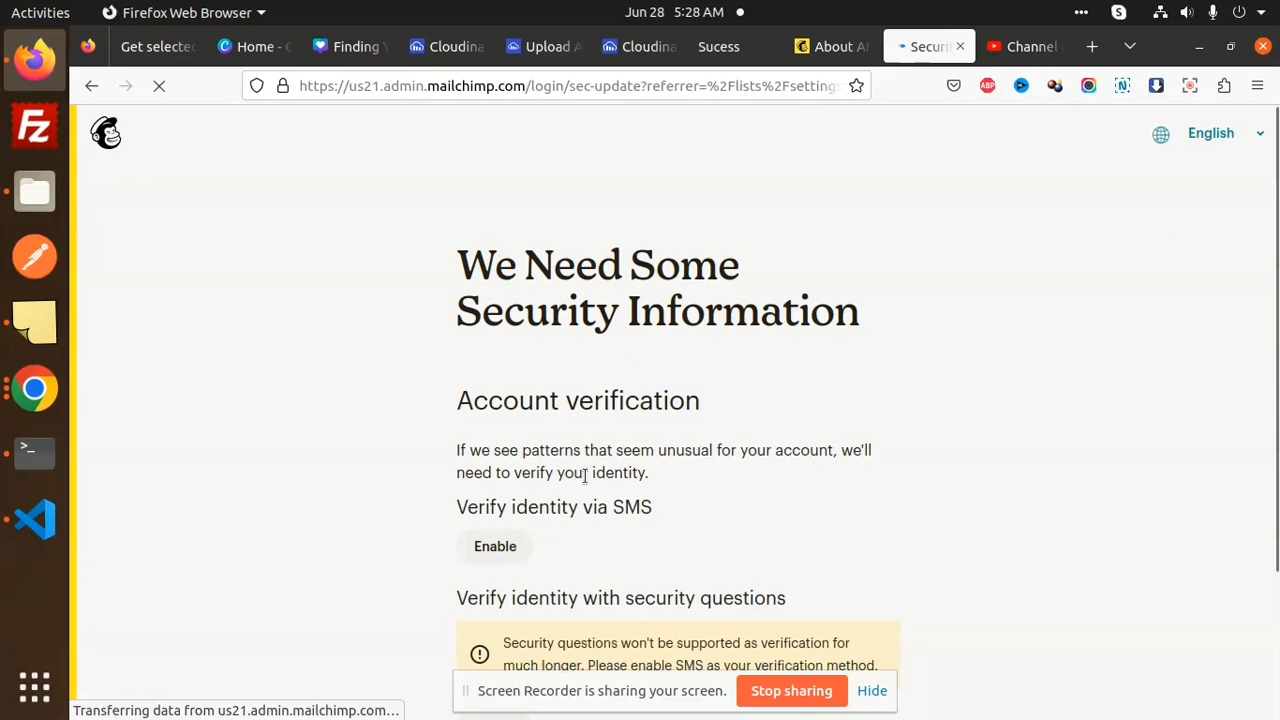 Activities
Firefox Web Browser
Jun 28 5:28 AM
Get selected
Home - C
Finding Y
Cloudina
Upload A
Cloudina
Sucess
About A
Securi
Channel
https://us21.admin.mailchimp.com/login/sec-update?referrer=%2Flists%2Fsetting
ABP
English
We Need Some
Security Information
Account verification
If we see patterns that seem unusual for your account, we'll
need to verify your identity.
Verify identity via SMS
Enable
Verify identity with security questions
Security questions won't be supported as verification for
much longer. Please enable SMS as your verification method.
Screen Recorder is sharing your screen.
Stop sharing
Hide
Transferring data from us21.admin.mailchimp.com…